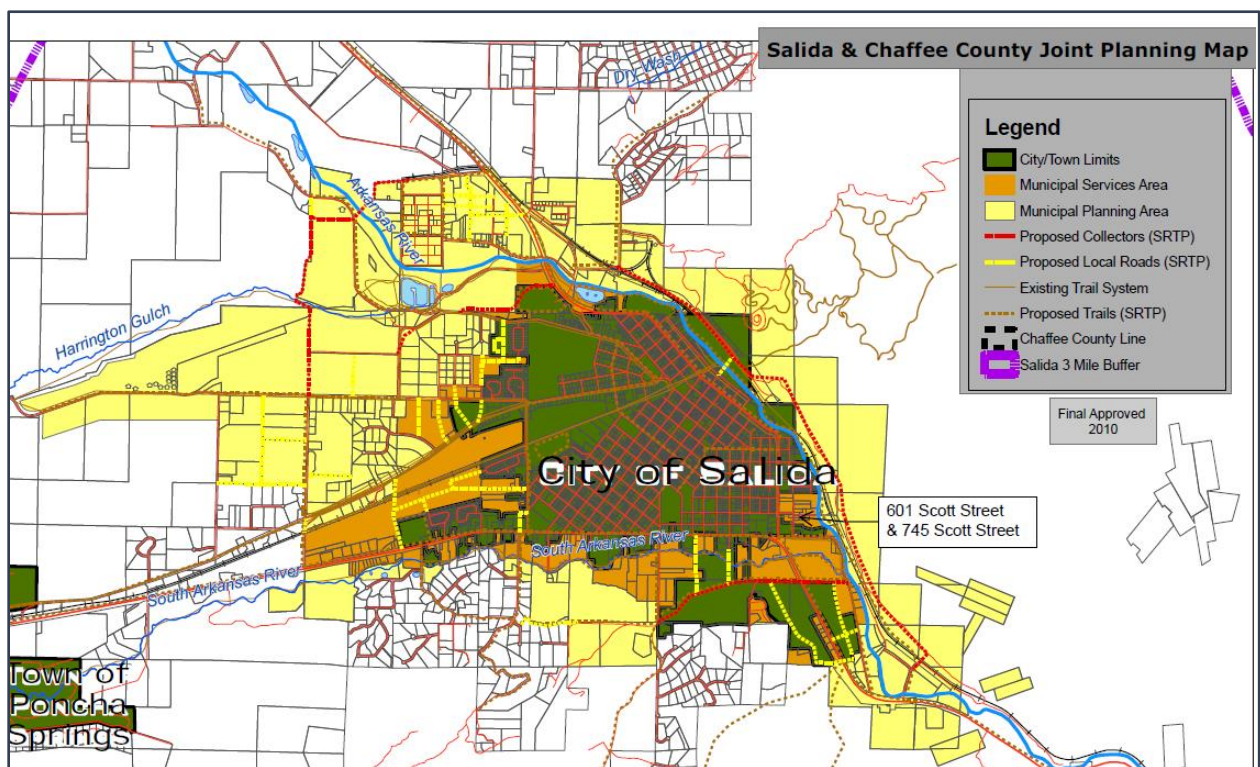 Salida & Chaffee County Joint Planning Map
Legend
City/Town Limits
Municipal Services Area
Municipal Planning Area
Proposed Collectors (SRTP)
Proposed Local Roads (SRTP)
Existing Trail System
Proposed Trails (SRTP)
Chaffee County Line
Salida 3 Mile Buffer
Final Approved
2010
Dry Wash
Arkansas River
Harrington Gulch
City of Salida
601 Scott Street
& 745 Scott Street
South Arkansas River
South Arkansas River
Town of
Poncha
Springs